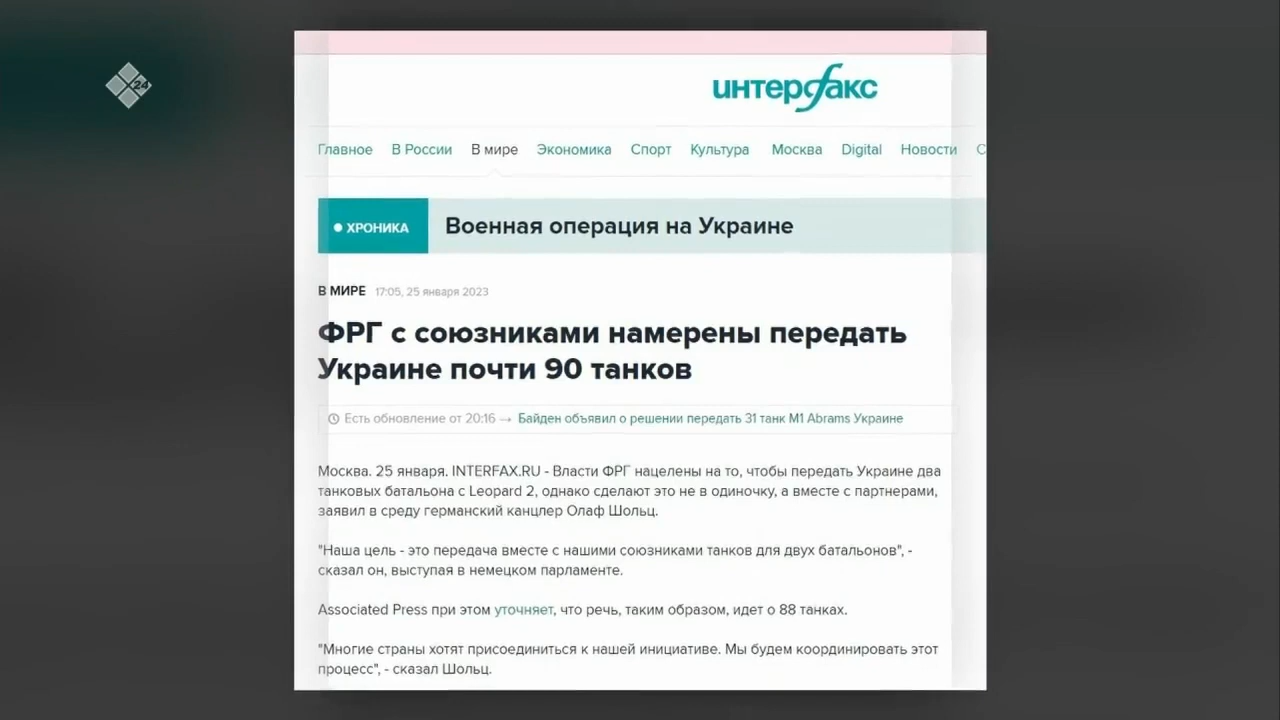 24
интерфакс
Главное В России В мире Экономика Спорт Культура Москва Digital Новости С
ХРОНИКА Военная операция на Украине
В МИРЕ 17:05, 25 января 2023
ФРГ с союзниками намерены передать
Украине почти 90 танков
Есть обновление от 20:16 → Байден объявил о решении передать 31 танк M1 Abrams Украине
Москва. 25 января. INTERFAX.RU - Власти ФРГ нацелены на то, чтобы передать Украине два
танковых батальона с Leopard 2, однако сделают это не в одиночку, а вместе с партнерами,
заявил в среду германский канцлер Олаф Шольц.
"Наша цель - это передача вместе с нашими союзниками танков для двух батальонов", -
сказал он, выступая в немецком парламенте.
Associated Press при этом уточняет, что речь, таким образом, идет о 88 танках.
"Многие страны хотят присоединиться к нашей инициативе. Мы будем координировать этот
процесс", - сказал Шольц.